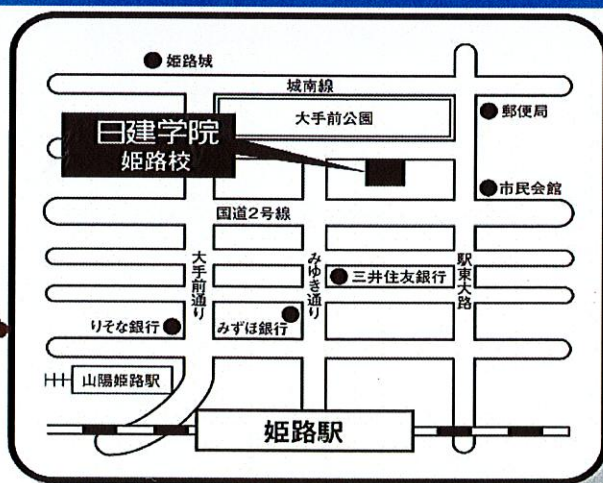 姫路城
城南線
大手前公園
郵便局
日建学院
姫路校
市民会館
国道2号線
大手前通り
みゆき通り
駅東大路
三井住友銀行
りそな銀行
みずほ銀行
山陽姫路駅
姫路駅